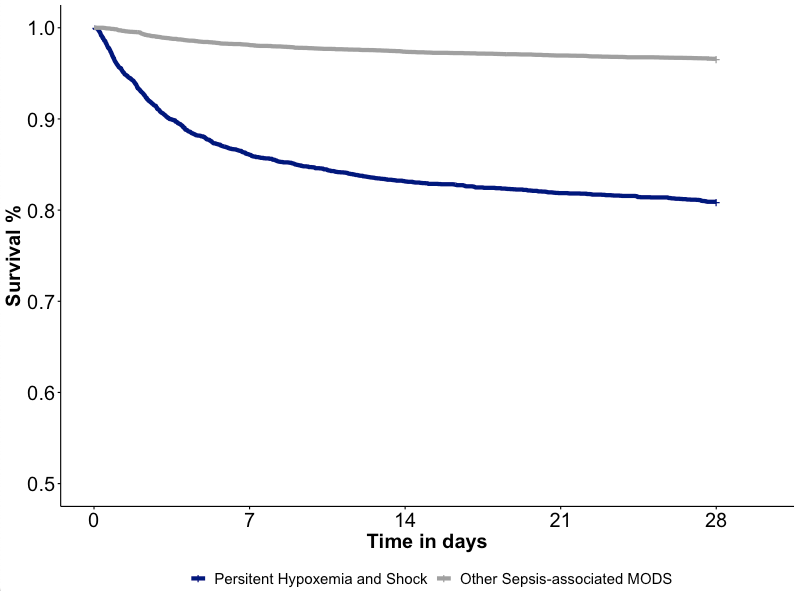 1.0
0.9
0.8
0.7
0.6
0.5
Survival %
0 7 14 21 28
Time in days
Persitent Hypoxemia and Shock Other Sepsis-associated MODS